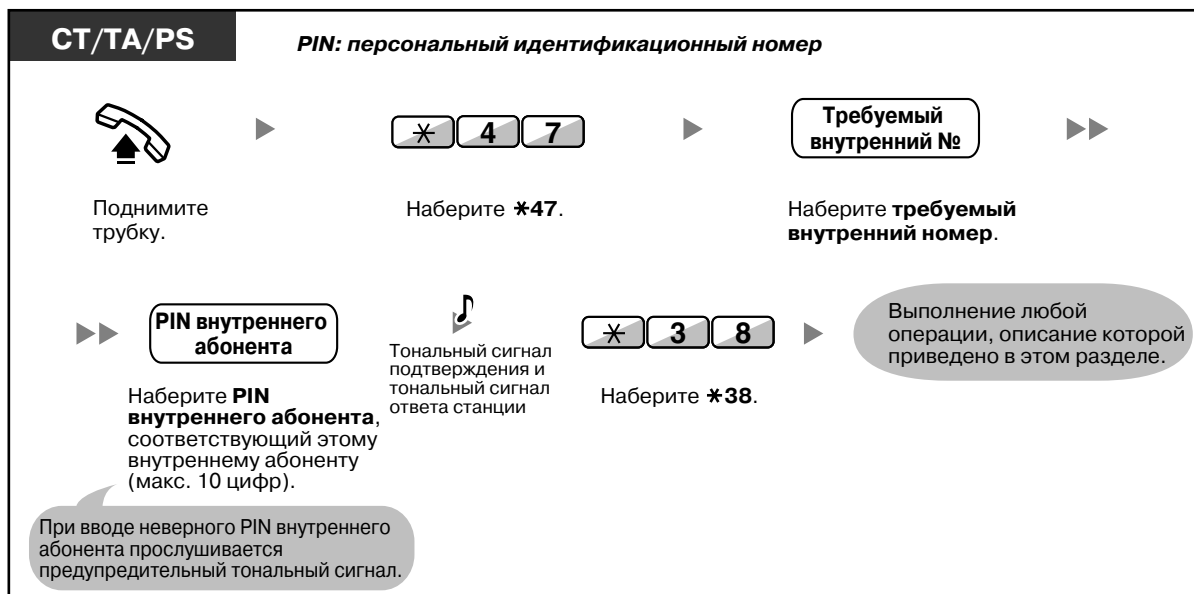 CT/TA/PS
PIN: персональный идентификационный номер
* 4 7
Требуемый
внутренний №
Поднимите
трубку.
Наберите *47.
Наберите требуемый
внутренний номер.
PIN внутреннего
абонента
Тональный сигнал
подтверждения и
тональный сигнал
ответа станции
* 3 8
Выполнение любой
операции, описание которой
приведено в этом разделе.
Наберите PIN
внутреннего абонента,
соответствующий этому
внутреннему абоненту
(макс. 10 цифр).
Наберите *38.
При вводе неверного PIN внутреннего
абонента прослушивается
предупредительный тональный сигнал.